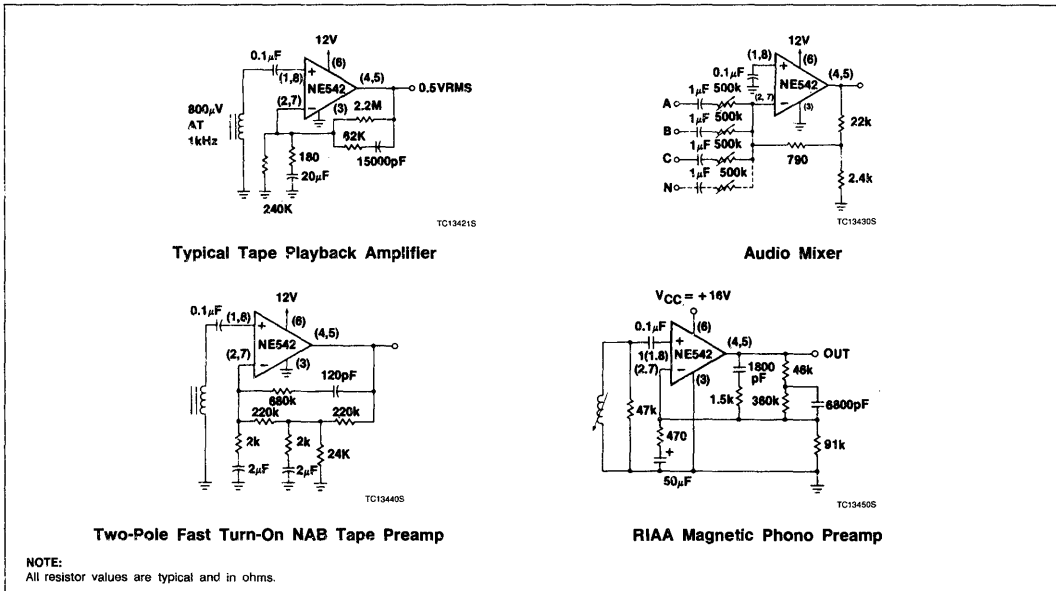 12V
0.1µF
(6)
(1,8)
+
NE542
(4,5)
0.5VRMS
(2,7)
−
(3)
2.2M
800µV
AT
1kHz
62K
15000pF
180
20µF
240K
TC13421S
Typical Tape Playback Amplifier
12V
(1,8)
(6)
+
0.1µF
NE542
(4,5)
1µF 500k
(2, 7)
−
(3)
A
1µF 500k
B
1µF 500k
C
1µF 500k
N
22k
790
2.4k
TC13430S
Audio Mixer
12V
0.1µF
(1,8)
(6)
+
NE542
(4,5)
(2,7)
−
(3)
120pF
680k
220k
220k
2k
2k
24K
2µF
2µF
TC13440S
Two-Pole Fast Turn-On NAB Tape Preamp
VCC = +16V
0.1µF
(6)
+
1(1.8)
NE542
(4,5)
OUT
(2.7)
−
(3)
1800
pF
46k
47k
1.5k
360k
6800pF
470
+
91k
50µF
TC13450S
RIAA Magnetic Phono Preamp
NOTE:
All resistor values are typical and in ohms.